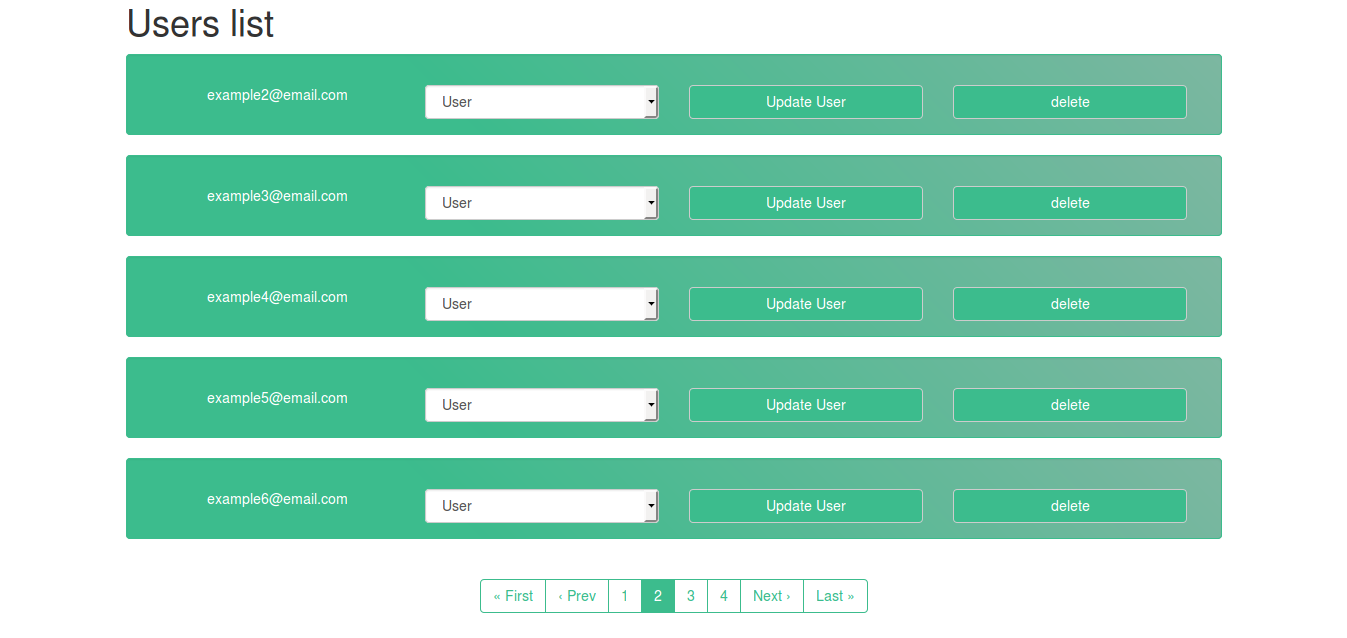 Users list
example2@email.com User Update User delete
example3@email.com User Update User delete
example4@email.com User Update User delete
example5@email.com User Update User delete
example6@email.com User Update User delete
« First ‹ Prev 1 2 3 4 Next › Last »